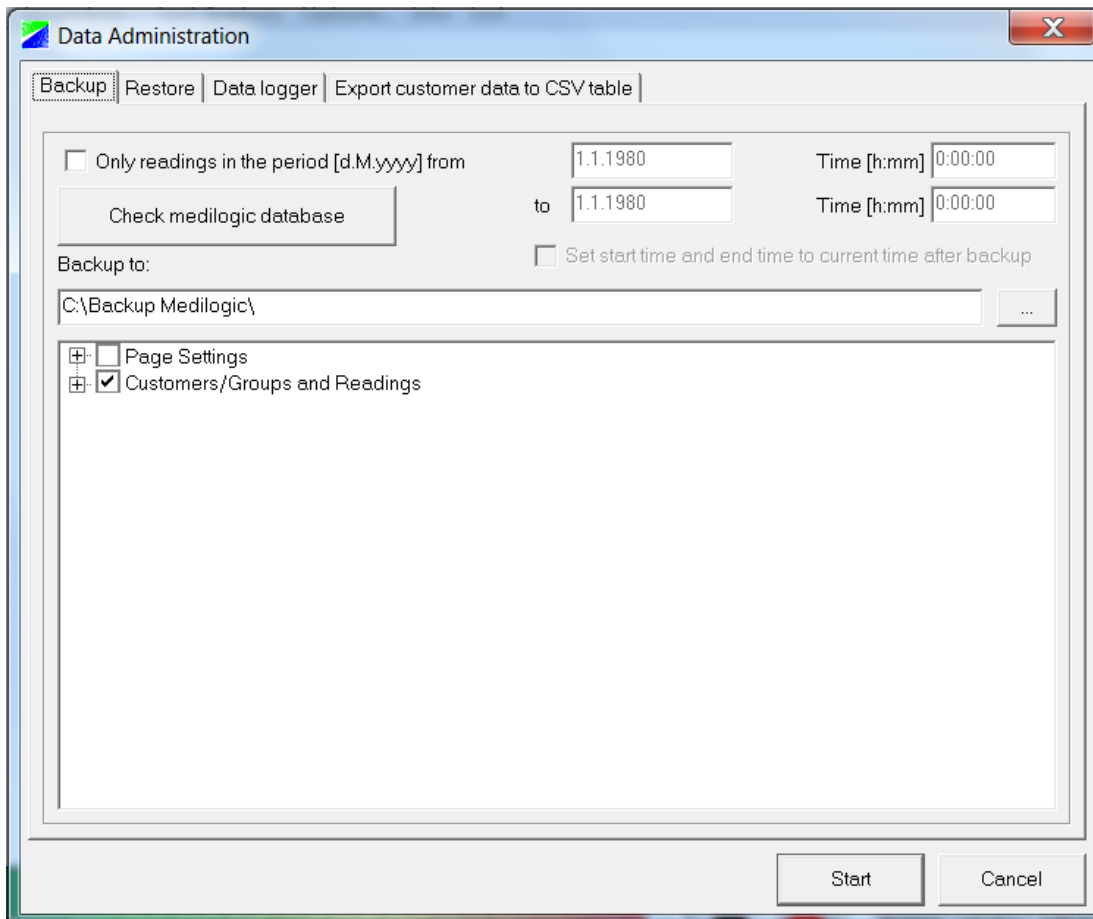 Data Administration
Backup Restore Data logger Export customer data to CSV table
Only readings in the period [d.M.yyyy] from 1.1.1980 Time [h:mm] 0:00:00
Check medilogic database to 1.1.1980 Time [h:mm] 0:00:00
Set start time and end time to current time after backup
Backup to:
C:\Backup Medilogic\ ...
Page Settings
Customers/Groups and Readings
Start Cancel